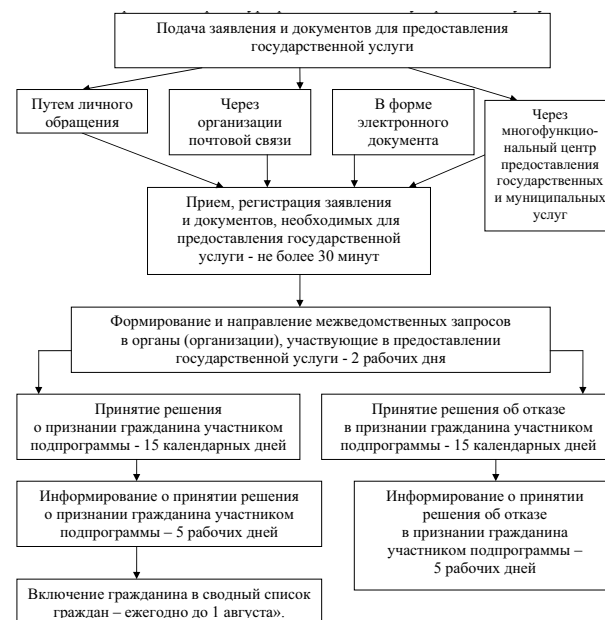 Подача заявления и документов для предоставления
государственной услуги
Путем личного
обращения
Через
организации
почтовой связи
В форме
электронного
документа
Через
многофункцио-
нальный центр
предоставления
государственных
и муниципальных
услуг
Прием, регистрация заявления
и документов, необходимых для
предоставления государственной
услуги - не более 30 минут
Формирование и направление межведомственных запросов
в органы (организации), участвующие в предоставлении
государственной услуги - 2 рабочих дня
Принятие решения
о признании гражданина участником
подпрограммы - 15 календарных дней
Принятие решения об отказе
в признании гражданина участником
подпрограммы - 15 календарных дней
Информирование о принятии решения
о признании гражданина участником
подпрограммы – 5 рабочих дней
Информирование о принятии
решения об отказе
в признании гражданина
участником подпрограммы –
5 рабочих дней
Включение гражданина в сводный список
граждан – ежегодно до 1 августа».